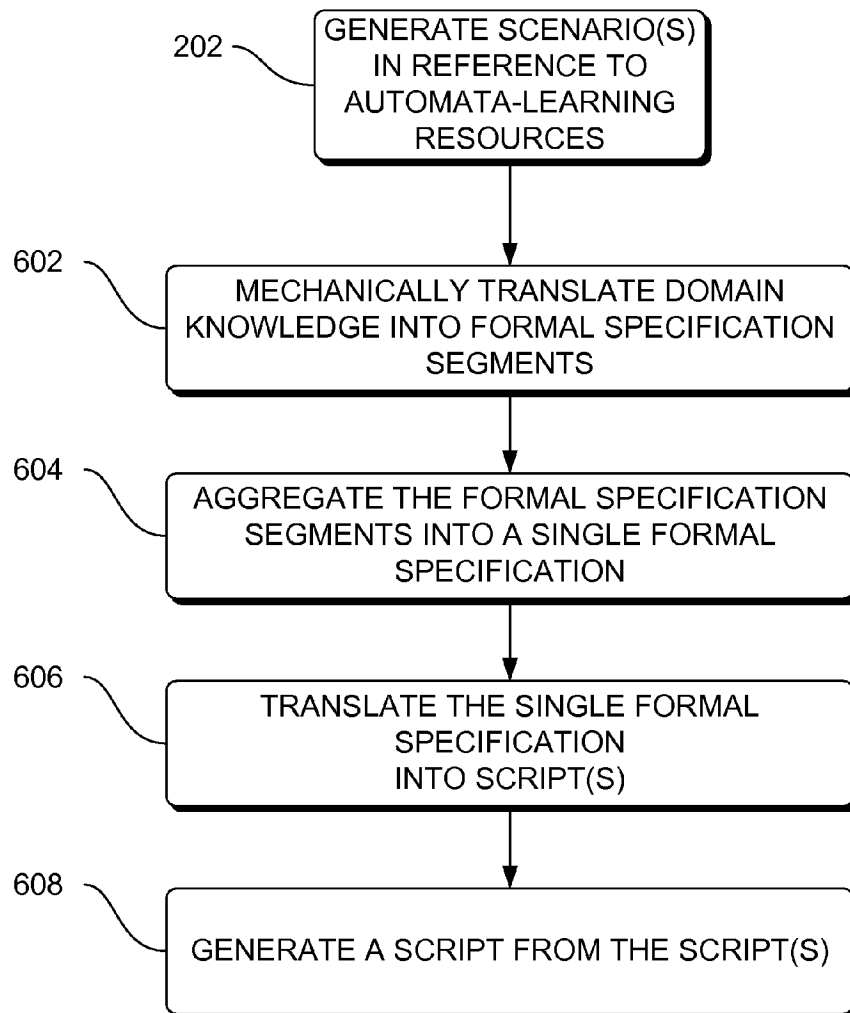 202
GENERATE SCENARIO(S)
IN REFERENCE TO
AUTOMATA-LEARNING
RESOURCES
602
MECHANICALLY TRANSLATE DOMAIN
KNOWLEDGE INTO FORMAL SPECIFICATION
SEGMENTS
604
AGGREGATE THE FORMAL SPECIFICATION
SEGMENTS INTO A SINGLE FORMAL
SPECIFICATION
606
TRANSLATE THE SINGLE FORMAL
SPECIFICATION
INTO SCRIPT(S)
608
GENERATE A SCRIPT FROM THE SCRIPT(S)